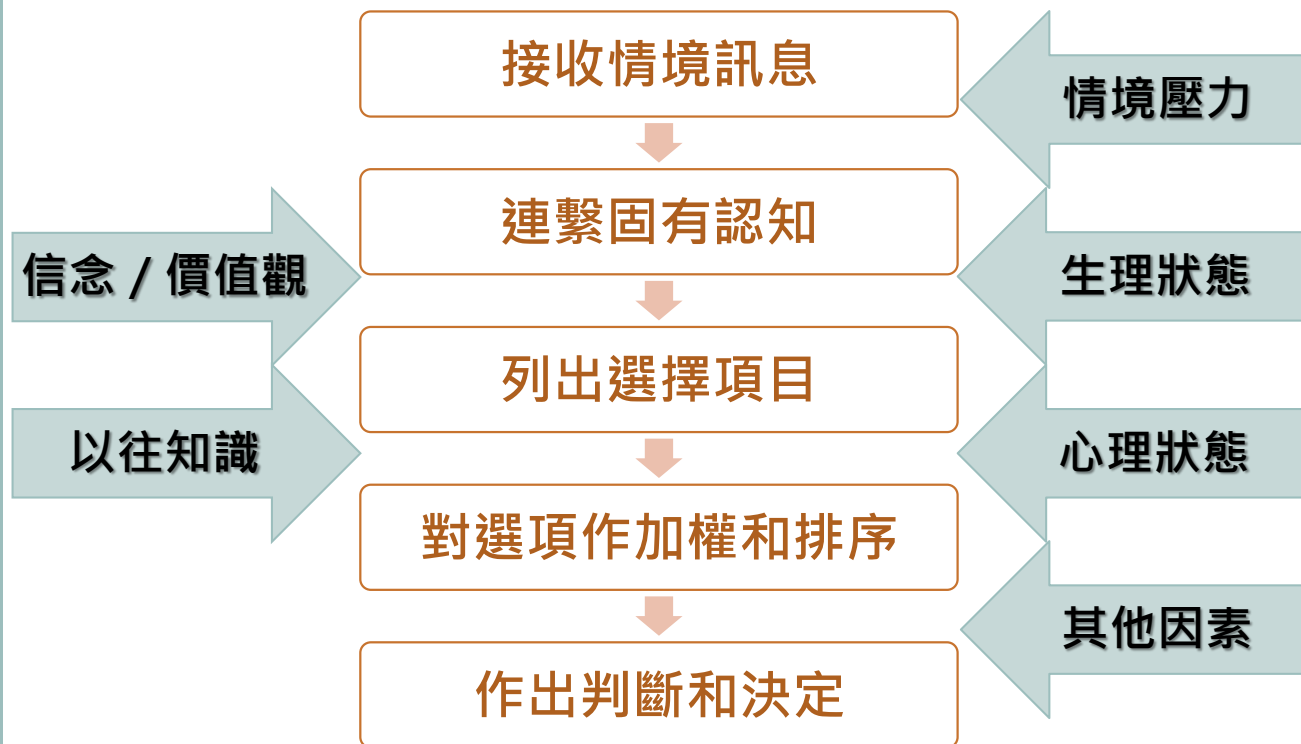 接收情境訊息
情境壓力
連繫固有認知
信念 / 價值觀
生理狀態
列出選擇項目
以往知識
心理狀態
對選項作加權和排序
其他因素
作出判斷和決定